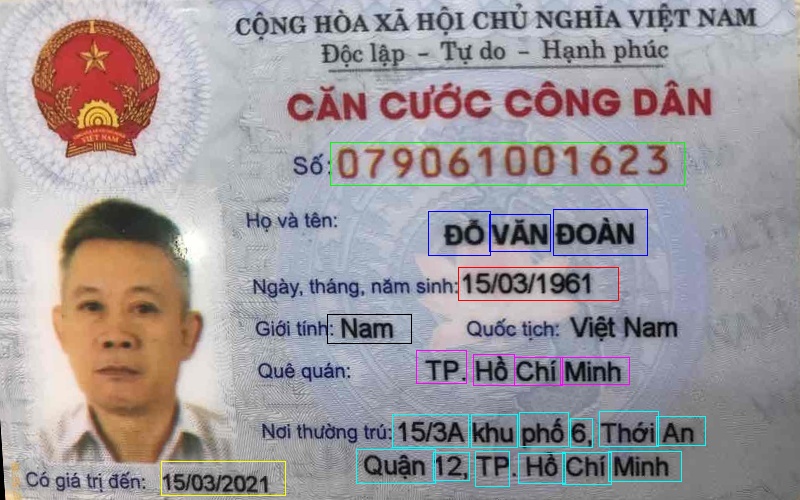 CỘNG HÒA XÃ HỘI CHỦ NGHĨA VIỆT NAM
Độc lập - Tự do - Hạnh phúc
CĂN CƯỚC CÔNG DÂN
Số: 079061001623
Họ và tên: ĐỖ VĂN ĐOÀN
Ngày, tháng, năm sinh: 15/03/1961
Giới tính: Nam Quốc tịch: Việt Nam
Quê quán: TP. Hồ Chí Minh
Nơi thường trú: 15/3A khu phố 6, Thới An
Quận 12, TP. Hồ Chí Minh
Có giá trị đến: 15/03/2021
VIỆT NAM